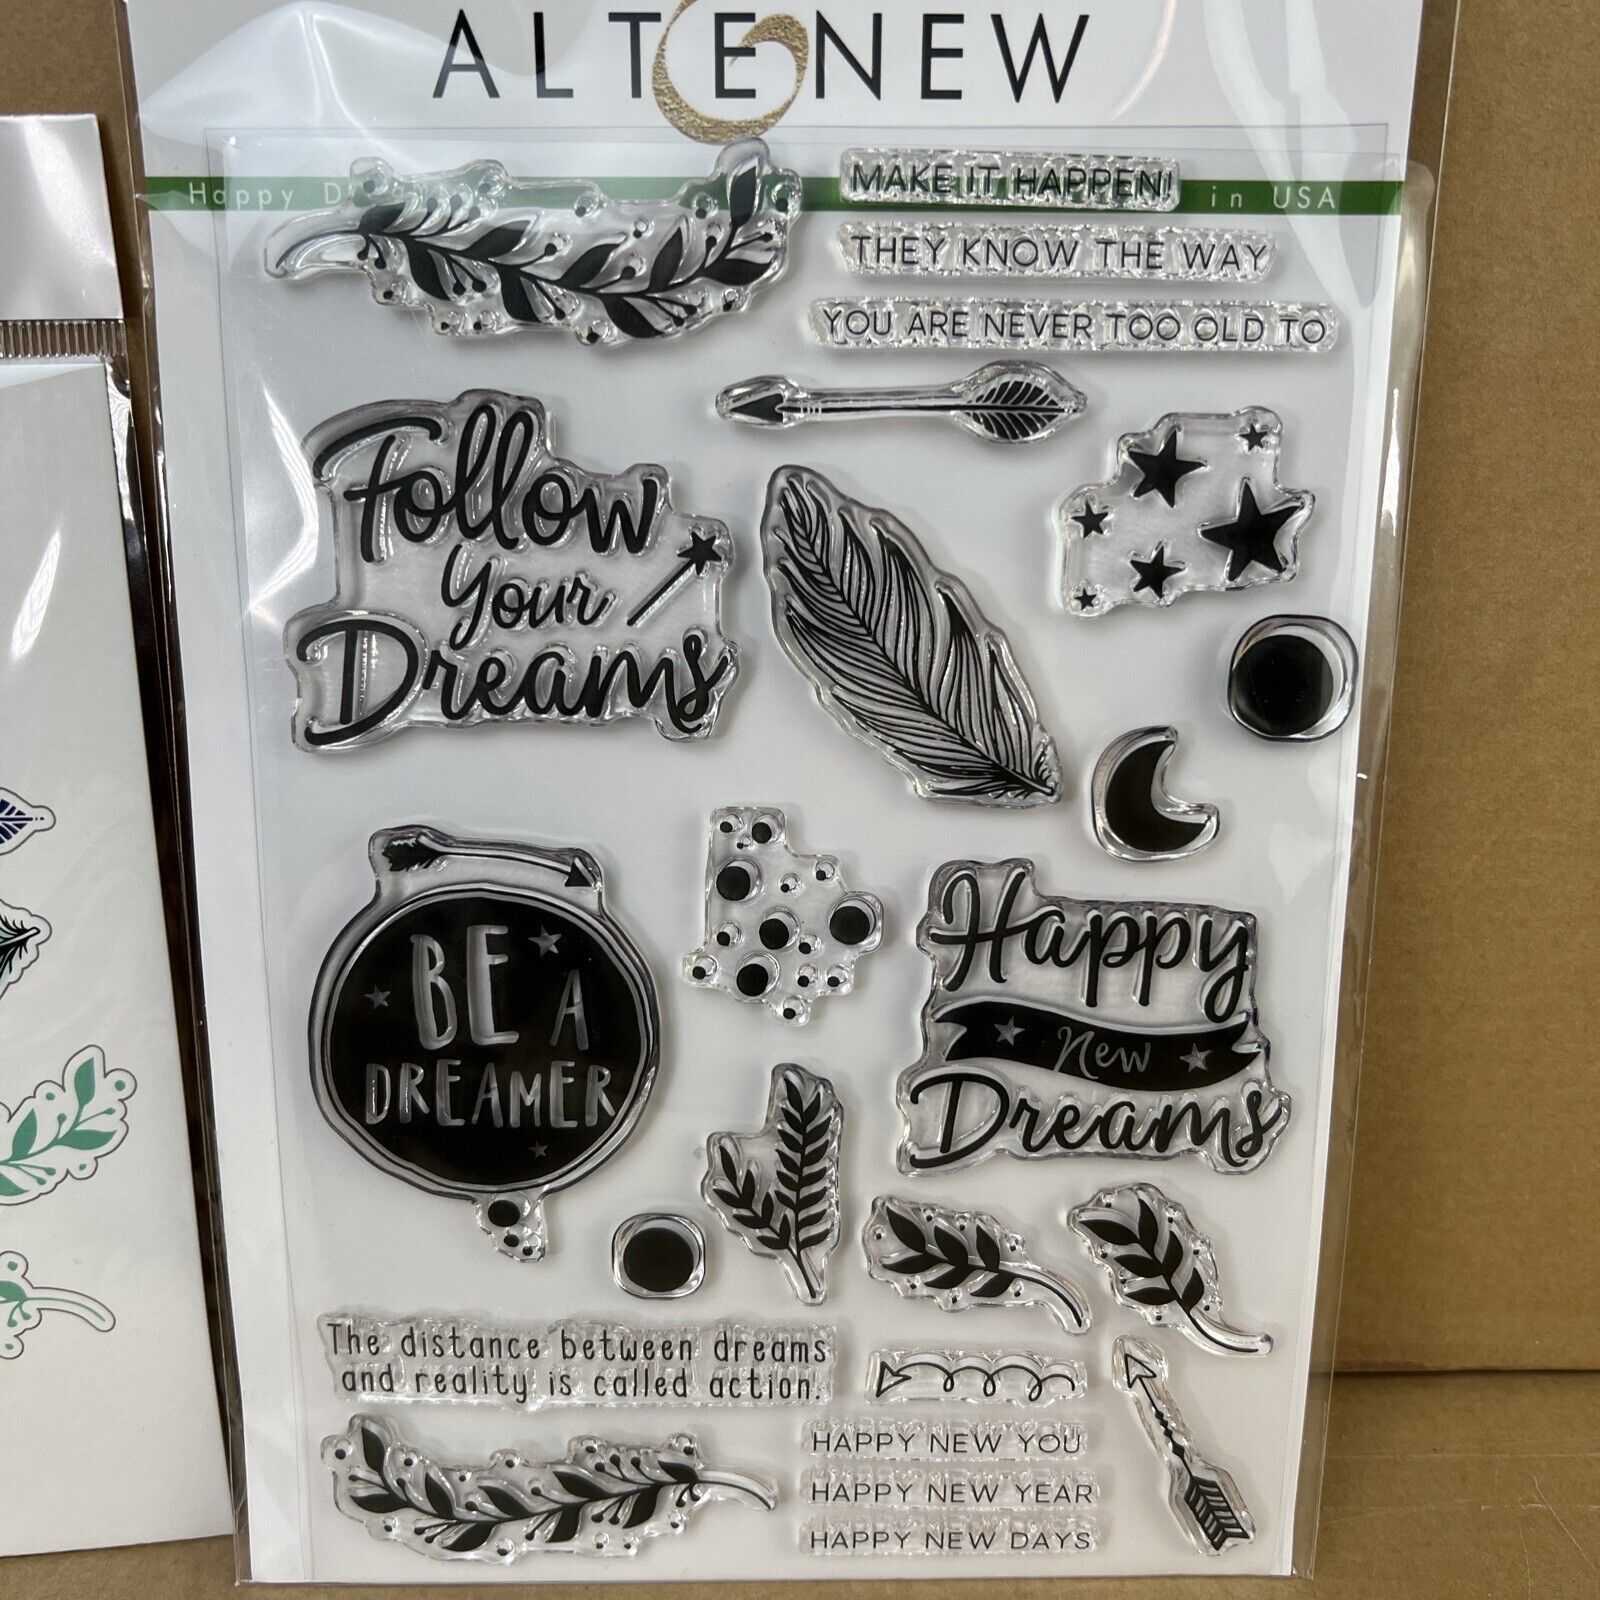 ALTENEW
Happy D
in USA
MAKE IT HAPPEN!
THEY KNOW THE WAY
YOU ARE NEVER TOO OLD TO
Follow
Your
Dreams
BE A
DREAMER
Happy
New
Dreams
The distance between dreams
and reality is called action.
HAPPY NEW YOU
HAPPY NEW YEAR
HAPPY NEW DAYS